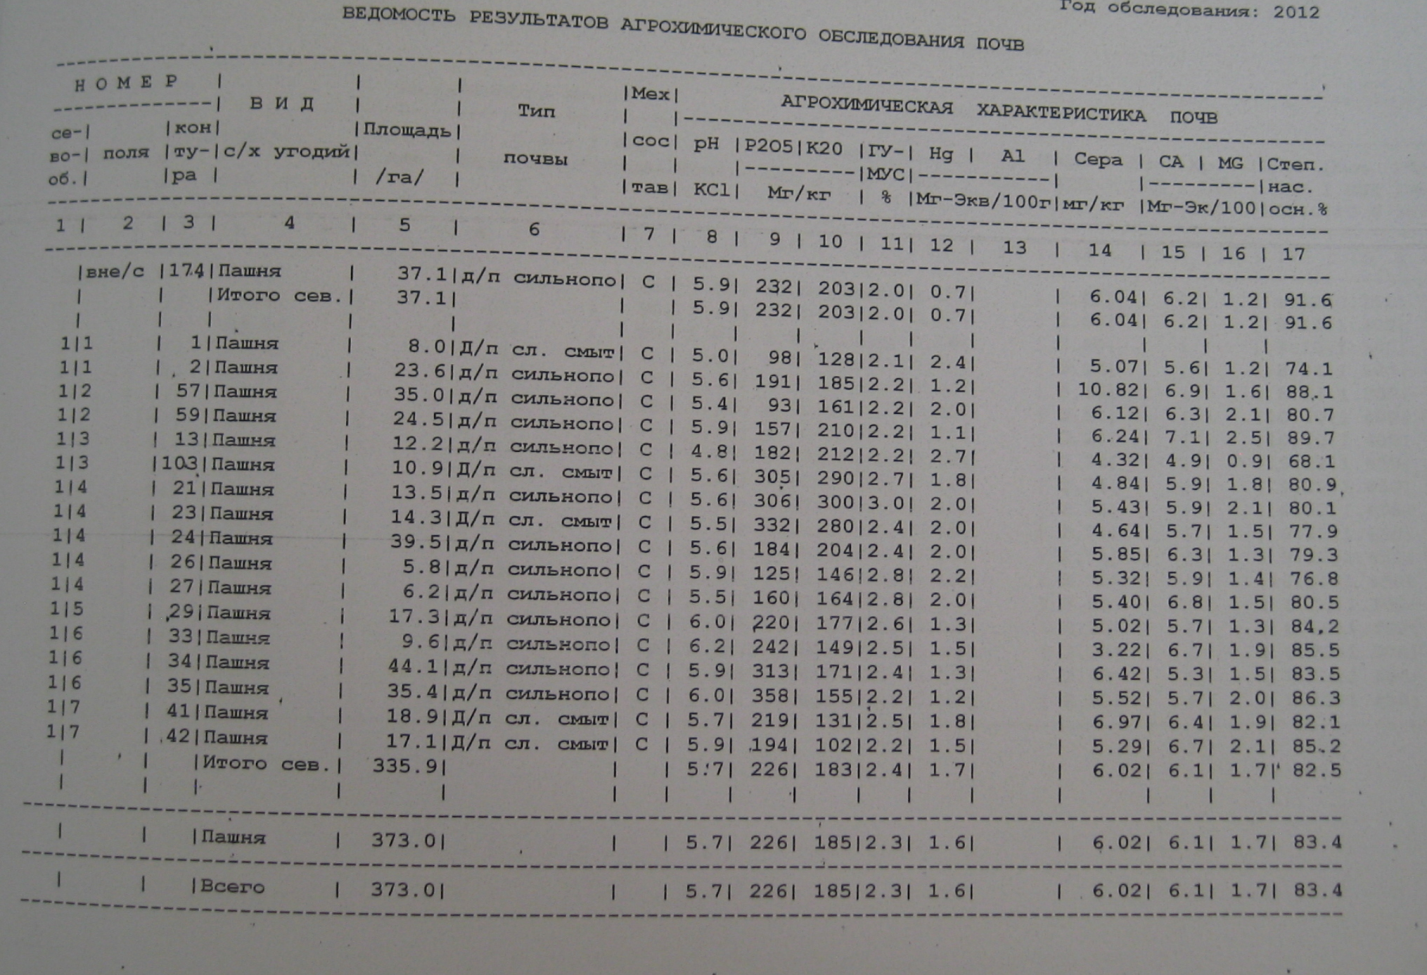 Год обследования: 2012
ВЕДОМОСТЬ РЕЗУЛЬТАТОВ АГРОХИМИЧЕСКОГО ОБСЛЕДОВАНИЯ ПОЧВ
Н О М Е Р | В И Д | Площадь | Тип | Мех | АГРОХИМИЧЕСКАЯ ХАРАКТЕРИСТИКА ПОЧВ
се-| |кон | | | |сос| pH |P2O5|K20 |ГУ-| Hg | Al | Сера | CA | MG |Степ.
во-| поля |ту-|с/х угодий| | почвы | | | | |МУС| | | | | |нас.
об.| |ра | | /га/ | |тав| KCl| Мг/кг | % |Мг-Экв/100г|мг/кг |Мг-Эк/100|осн.%
1 | 2 | 3 | 4 | 5 | 6 | 7 | 8 | 9 | 10 | 11| 12 | 13 | 14 | 15 | 16 | 17
|вне/с |174|Пашня | 37.1|д/п сильнопо| С | 5.9| 232| 203|2.0| 0.7| | 6.04| 6.2| 1.2| 91.6
| | |Итого сев.| 37.1| | | 5.9| 232| 203|2.0| 0.7| | 6.04| 6.2| 1.2| 91.6
1|1 | 1|Пашня | 8.0|Д/п сл. смыт| С | 5.0| 98| 128|2.1| 2.4| | 5.07| 5.6| 1.2| 74.1
1|1 | 2|Пашня | 23.6|д/п сильнопо| С | 5.6| 191| 185|2.2| 1.2| | 10.82| 6.9| 1.6| 88.1
1|2 | 57|Пашня | 35.0|д/п сильнопо| С | 5.4| 93| 161|2.2| 2.0| | 6.12| 6.3| 2.1| 80.7
1|2 | 59|Пашня | 24.5|д/п сильнопо| С | 5.9| 157| 210|2.2| 1.1| | 6.24| 7.1| 2.5| 89.7
1|3 | 13|Пашня | 12.2|д/п сильнопо| С | 4.8| 182| 212|2.2| 2.7| | 4.32| 4.9| 0.9| 68.1
1|3 |103|Пашня | 10.9|Д/п сл. смыт| С | 5.6| 305| 290|2.7| 1.8| | 4.84| 5.9| 1.8| 80.9
1|4 | 21|Пашня | 13.5|д/п сильнопо| С | 5.6| 306| 300|3.0| 2.0| | 5.43| 5.9| 2.1| 80.1
1|4 | 23|Пашня | 14.3|Д/п сл. смыт| С | 5.5| 332| 280|2.4| 2.0| | 4.64| 5.7| 1.5| 77.9
1|4 | 24|Пашня | 39.5|д/п сильнопо| С | 5.6| 184| 204|2.4| 2.0| | 5.85| 6.3| 1.3| 79.3
1|4 | 26|Пашня | 5.8|д/п сильнопо| С | 5.9| 125| 146|2.8| 2.2| | 5.32| 5.9| 1.4| 76.8
1|4 | 27|Пашня | 6.2|д/п сильнопо| С | 5.5| 160| 164|2.8| 2.0| | 5.40| 6.8| 1.5| 80.5
1|5 | 29|Пашня | 17.3|д/п сильнопо| С | 6.0| 220| 177|2.6| 1.3| | 5.02| 5.7| 1.3| 84.2
1|6 | 33|Пашня | 9.6|д/п сильнопо| С | 6.2| 242| 149|2.5| 1.5| | 3.22| 6.7| 1.9| 85.5
1|6 | 34|Пашня | 44.1|д/п сильнопо| С | 5.9| 313| 171|2.4| 1.3| | 6.42| 5.3| 1.5| 83.5
1|6 | 35|Пашня | 35.4|д/п сильнопо| С | 6.0| 358| 155|2.2| 1.2| | 5.52| 5.7| 2.0| 86.3
1|7 | 41|Пашня | 18.9|Д/п сл. смыт| С | 5.7| 219| 131|2.5| 1.8| | 6.97| 6.4| 1.9| 82.1
1|7 | 42|Пашня | 17.1|Д/п сл. смыт| С | 5.9| 194| 102|2.2| 1.5| | 5.29| 6.7| 2.1| 85.2
| | |Итого сев.| 335.9| | | 5.7| 226| 183|2.4| 1.7| | 6.02| 6.1| 1.7| 82.5
| | |Пашня | 373.0| | | 5.7| 226| 185|2.3| 1.6| | 6.02| 6.1| 1.7| 83.4
| | |Всего | 373.0| | | 5.7| 226| 185|2.3| 1.6| | 6.02| 6.1| 1.7| 83.4